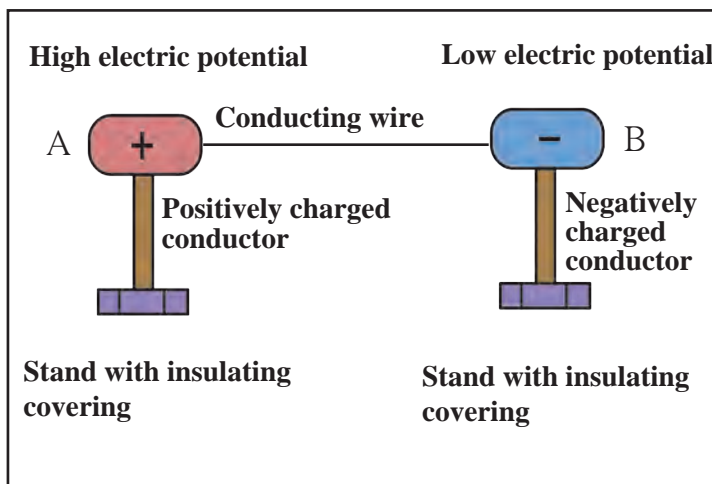 High electric potential
Low electric potential
A
+
Conducting wire
-
B
Positively charged
conductor
Negatively
charged
conductor
Stand with insulating
covering
Stand with insulating
covering